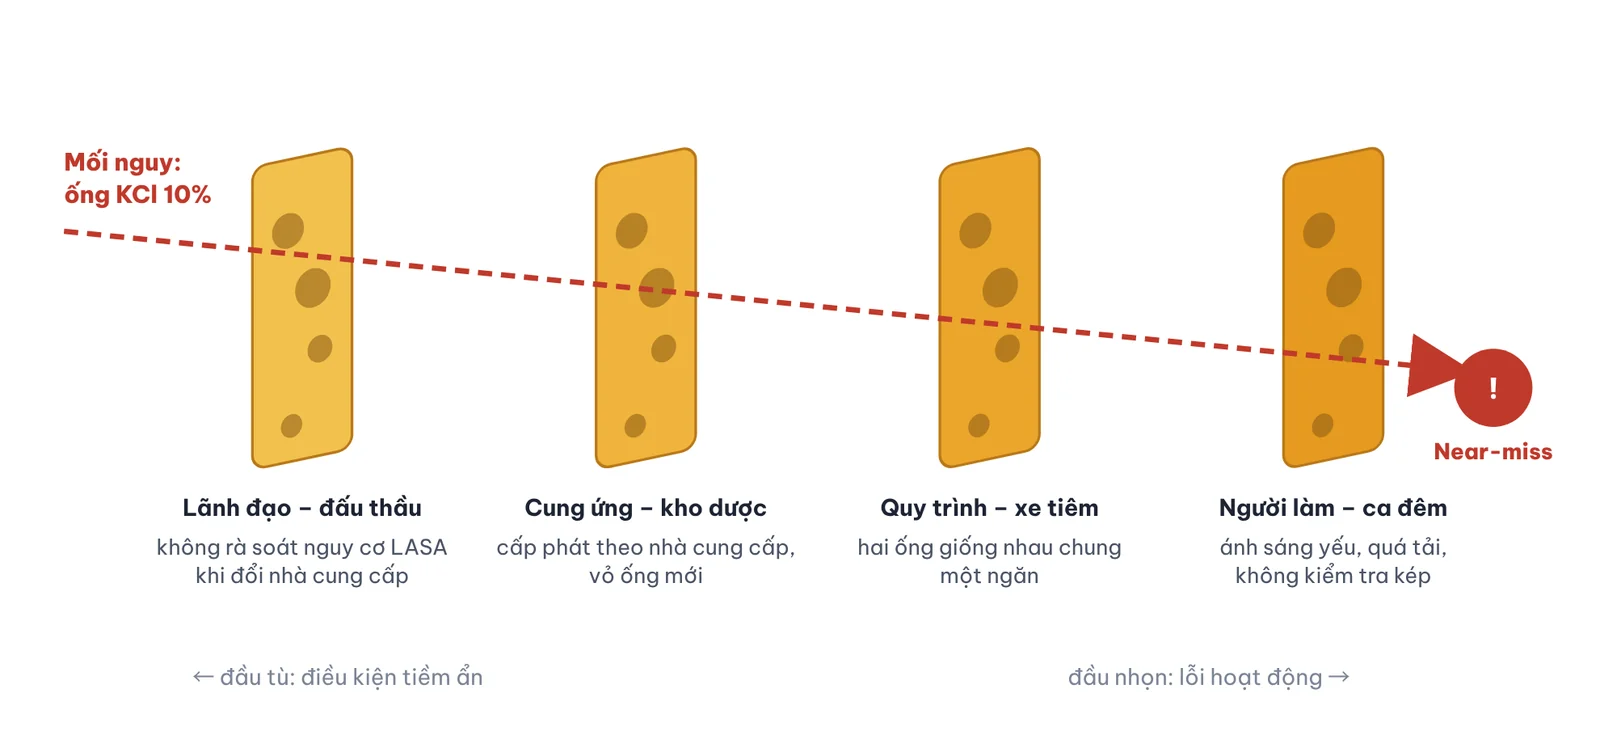 Mối nguy:
ống KCl 10%
!
Near-miss
Lãnh đạo – đấu thầu
không rà soát nguy cơ LASA
khi đổi nhà cung cấp
Cung ứng – kho dược
cấp phát theo nhà cung cấp,
vỏ ống mới
Quy trình – xe tiêm
hai ống giống nhau chung
một ngăn
Người làm – ca đêm
ánh sáng yếu, quá tải,
không kiểm tra kép
← đầu tù: điều kiện tiềm ẩn
đầu nhọn: lỗi hoạt động →